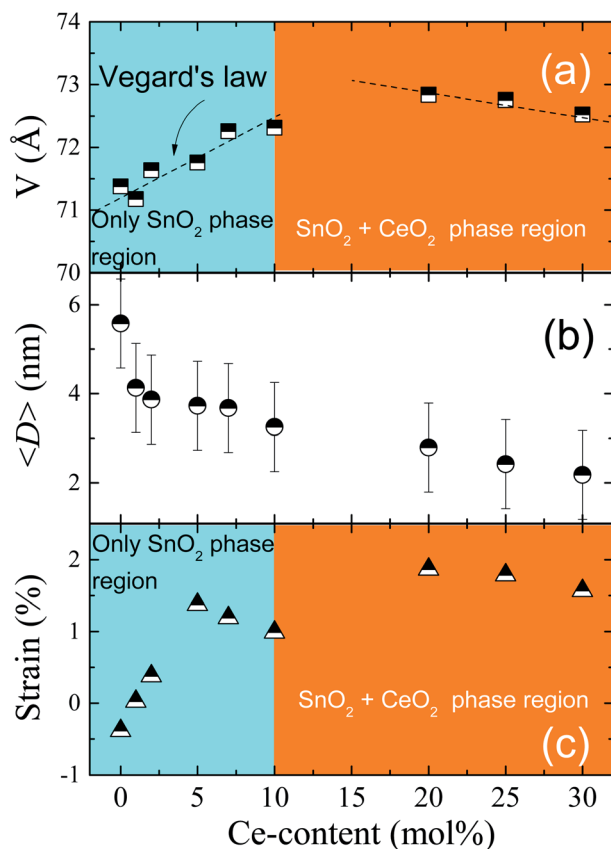 74
73
72
71
70
V (Å)
Vegard's law
(a)
Only SnO₂ phase
region
SnO₂ + CeO₂ phase region
6
4
2
<D> (nm)
(b)
2
1
0
-1
Strain (%)
Only SnO₂ phase
region
SnO₂ + CeO₂ phase region
(c)
0 5 10 15 20 25 30
Ce-content (mol%)